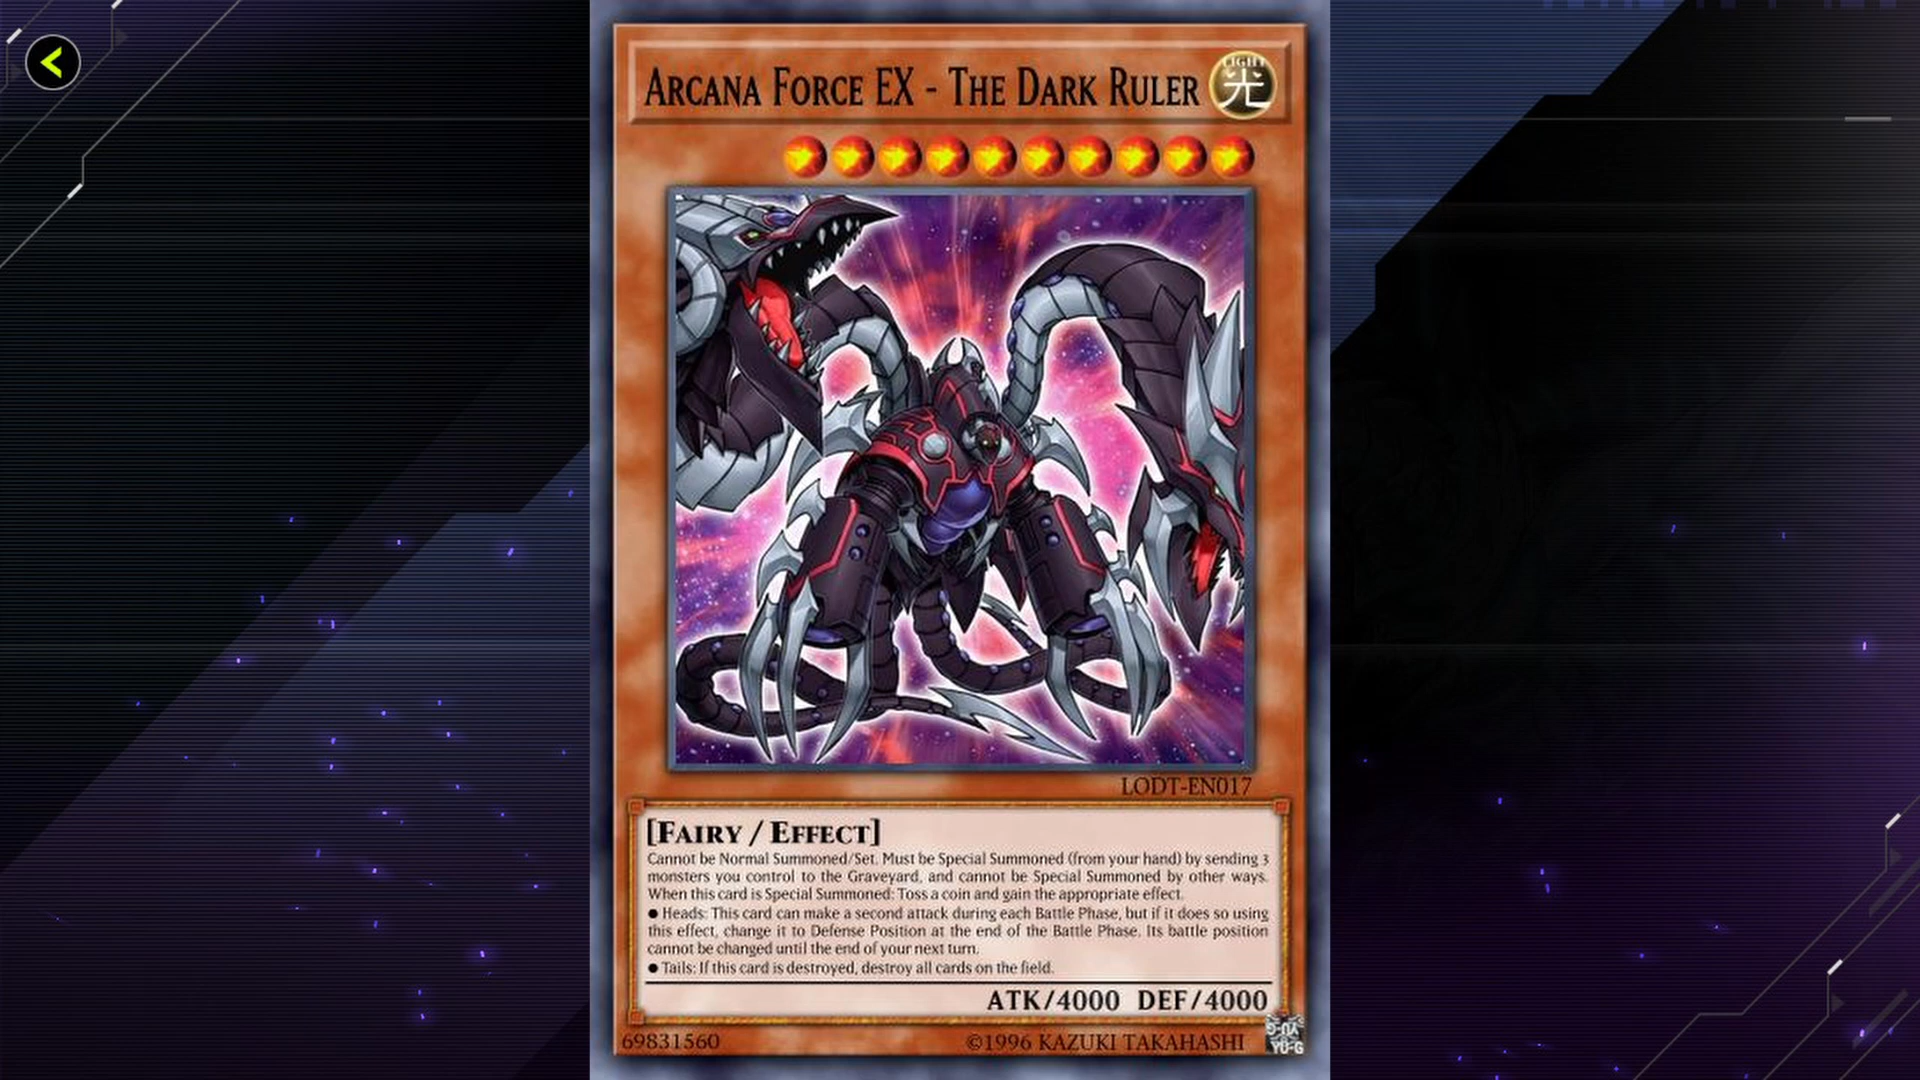 ARCANA FORCE EX - THE DARK RULER
LIGHT
光
LODT-EN017
[FAIRY / EFFECT]
Cannot be Normal Summoned/Set. Must be Special Summoned (from your hand) by sending 3
monsters you control to the Graveyard, and cannot be Special Summoned by other ways.
When this card is Special Summoned: Toss a coin and gain the appropriate effect.
● Heads: This card can make a second attack during each Battle Phase, but if it does so using
this effect, change it to Defense Position at the end of the Battle Phase. Its battle position
cannot be changed until the end of your next turn.
● Tails: If this card is destroyed, destroy all cards on the field.
ATK/4000 DEF/4000
69831560
©1996 KAZUKI TAKAHASHI